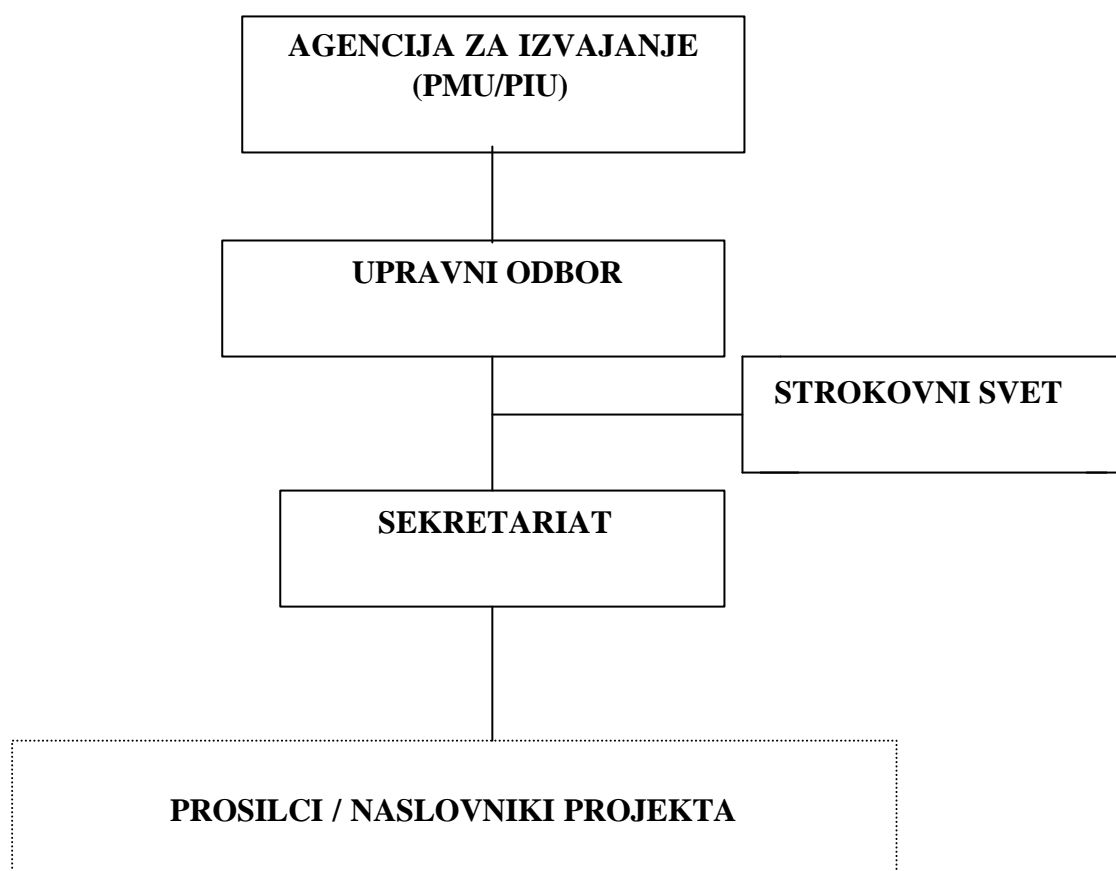 AGENCIJA ZA IZVAJANJE
(PMU/PIU)
UPRAVNI ODBOR
STROKOVNI SVET
SEKRETARIAT
PROSILCI / NASLOVNIKI PROJEKTA